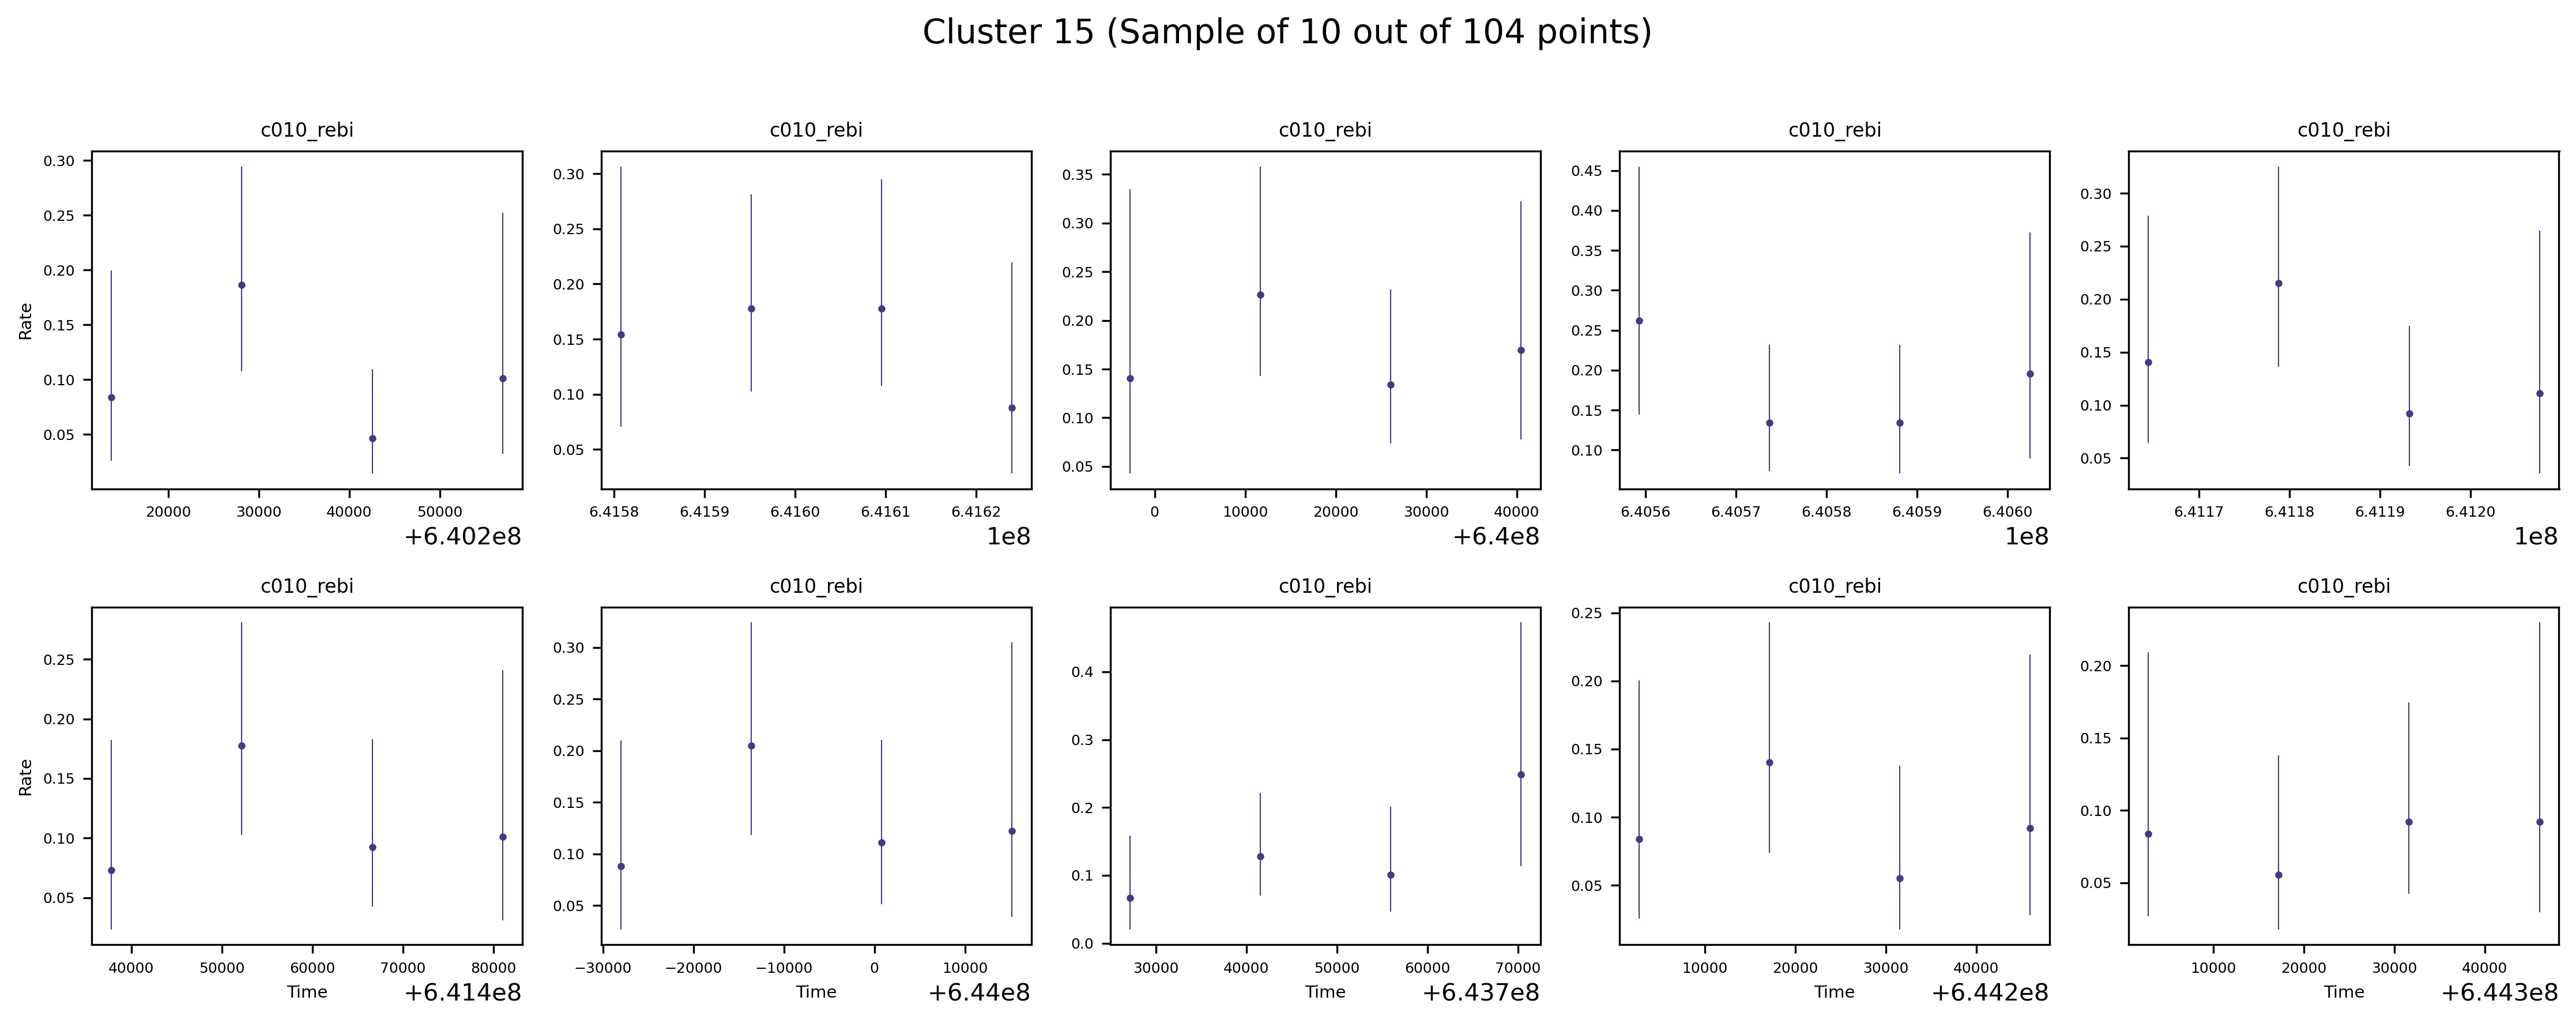 Cluster 15 (Sample of 10 out of 104 points)
c010_rebi
0.30
0.25
0.20
0.15
0.10
0.05
Rate
20000 30000 40000 50000
+6.402e8
c010_rebi
0.30
0.25
0.20
0.15
0.10
0.05
6.4158 6.4159 6.4160 6.4161 6.4162
1e8
c010_rebi
0.35
0.30
0.25
0.20
0.15
0.10
0.05
0 10000 20000 30000 40000
+6.4e8
c010_rebi
0.45
0.40
0.35
0.30
0.25
0.20
0.15
0.10
6.4056 6.4057 6.4058 6.4059 6.4060
1e8
c010_rebi
0.30
0.25
0.20
0.15
0.10
0.05
6.4117 6.4118 6.4119 6.4120
1e8
c010_rebi
0.25
0.20
0.15
0.10
0.05
Rate
40000 50000 60000 70000 80000
Time
+6.414e8
c010_rebi
0.30
0.25
0.20
0.15
0.10
0.05
−30000 −20000 −10000 0 10000
Time
+6.44e8
c010_rebi
0.4
0.3
0.2
0.1
0.0
30000 40000 50000 60000 70000
Time
+6.437e8
c010_rebi
0.25
0.20
0.15
0.10
0.05
10000 20000 30000 40000
Time
+6.442e8
c010_rebi
0.20
0.15
0.10
0.05
10000 20000 30000 40000
Time
+6.443e8